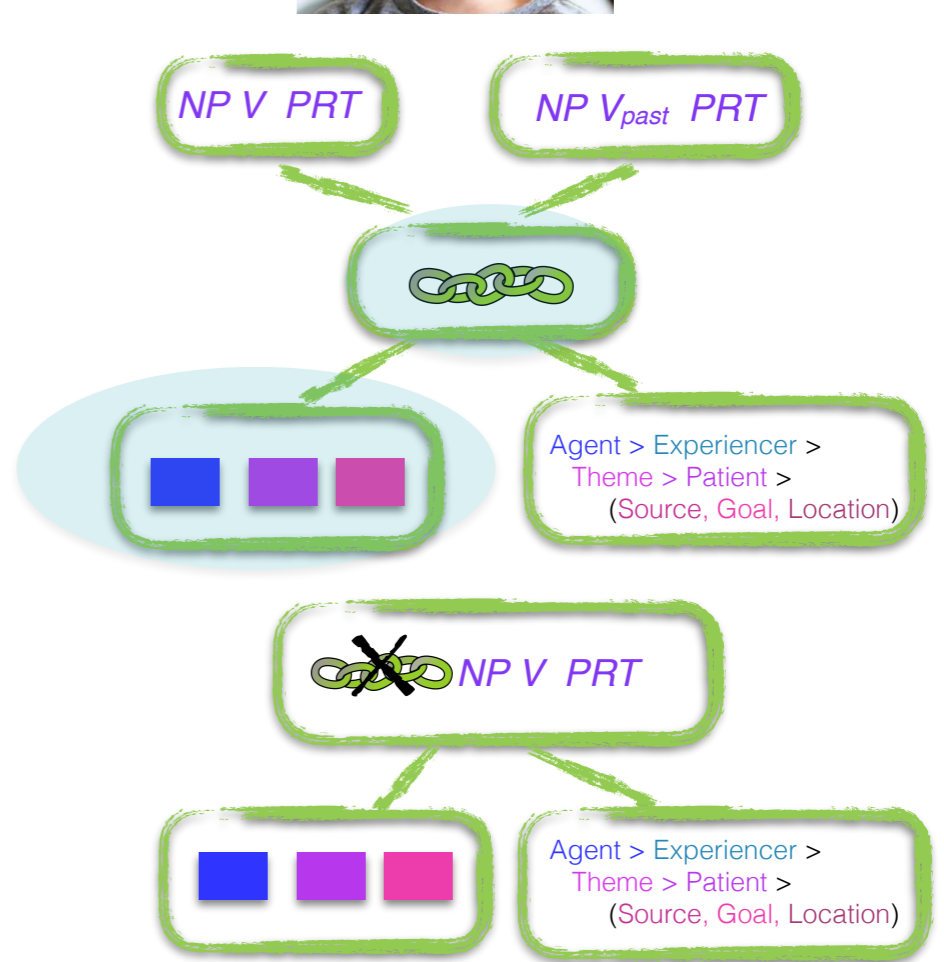 NP V PRT
NP Vpast PRT
Agent > Experiencer >
Theme > Patient >
(Source, Goal, Location)
NP V PRT
Agent > Experiencer >
Theme > Patient >
(Source, Goal, Location)